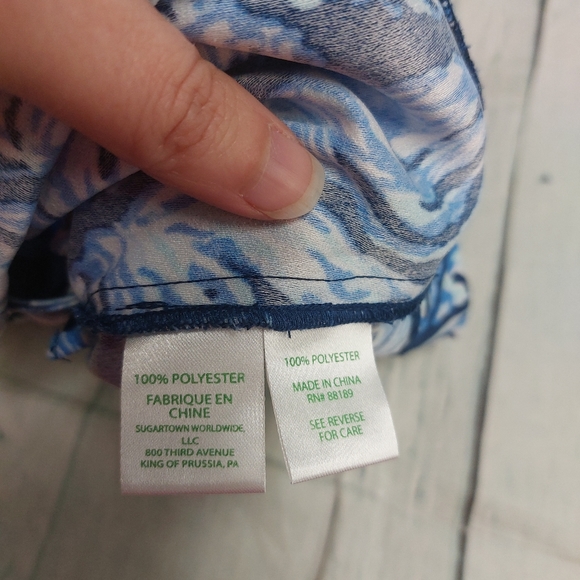 100% POLYESTER
FABRIQUE EN
CHINE
SUGARTOWN WORLDWIDE,
LLC
800 THIRD AVENUE
KING OF PRUSSIA, PA
100% POLYESTER
MADE IN CHINA
RN# 88189
SEE REVERSE
FOR CARE